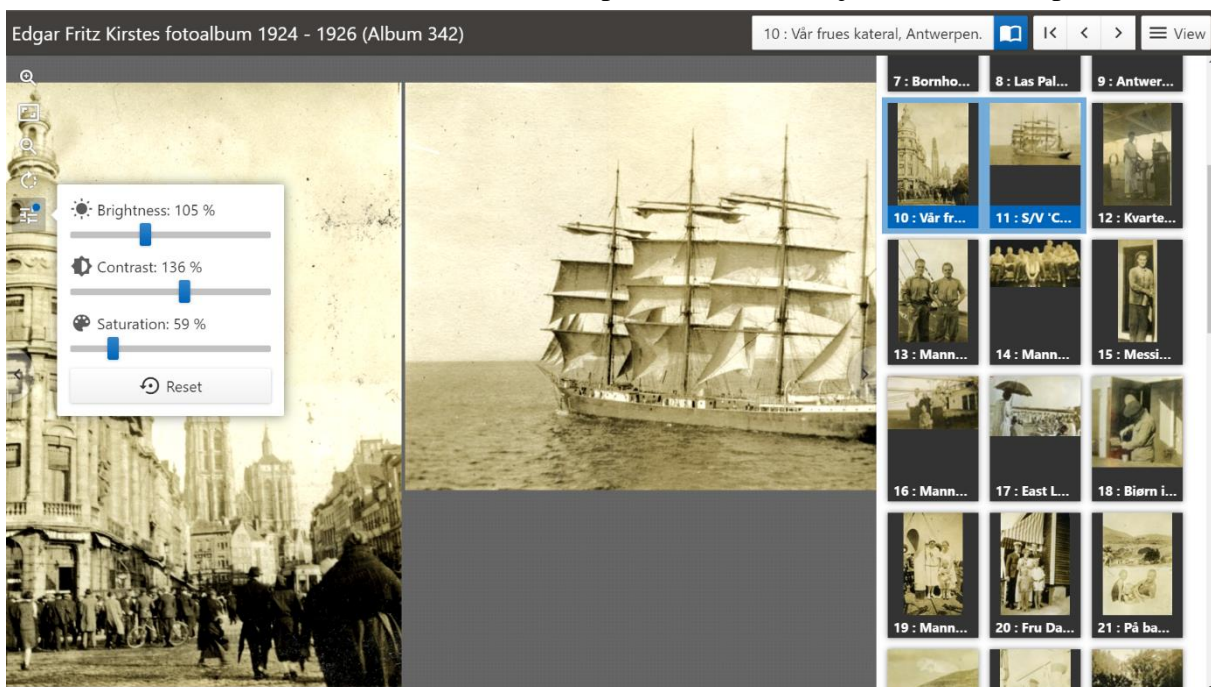 Edgar Fritz Kirstes fotoalbum 1924 - 1926 (Album 342)
10 : Vår frues kateral, Antwerpen.
View
Brightness: 105 %
Contrast: 136 %
Saturation: 59 %
Reset
7 : Bornho...
8 : Las Pal...
9 : Antwer...
10 : Vår fr...
11 : S/V 'C...
12 : Kvarte...
13 : Mann...
14 : Mann...
15 : Messi...
16 : Mann...
17 : East L...
18 : Biørn i...
19 : Mann...
20 : Fru Da...
21 : På ba...